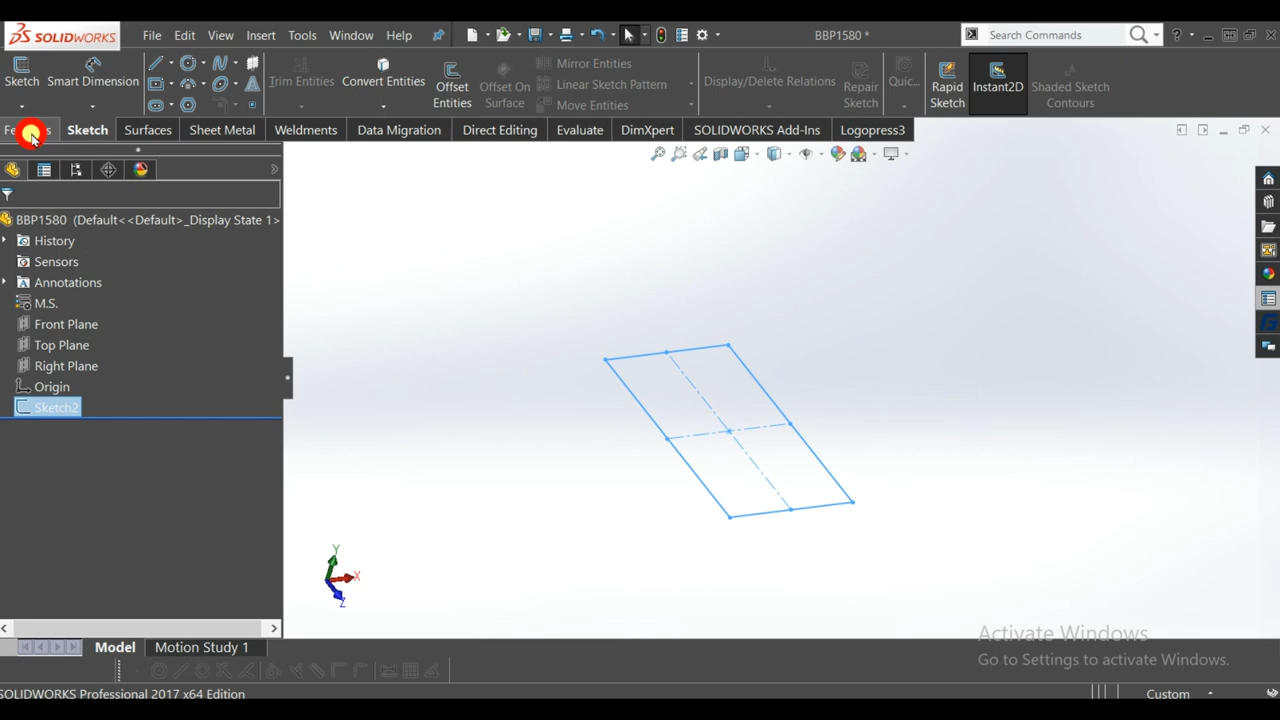 SOLIDWORKS File Edit View Insert Tools Window Help BBP1580 * Search Commands
Sketch Smart Dimension Trim Entities Convert Entities Offset Entities Offset On Surface Mirror Entities Linear Sketch Pattern Move Entities Display/Delete Relations Repair Sketch Quic... Rapid Sketch Instant2D Shaded Sketch Contours
Sketch Surfaces Sheet Metal Weldments Data Migration Direct Editing Evaluate DimXpert SOLIDWORKS Add-Ins Logopress3
BBP1580 (Default<<Default>_Display State 1>
History
Sensors
Annotations
M.S.
Front Plane
Top Plane
Right Plane
Origin
Sketch2
Y
X
Z
Activate Windows
Go to Settings to activate Windows.
Model Motion Study 1
SOLIDWORKS Professional 2017 x64 Edition Custom